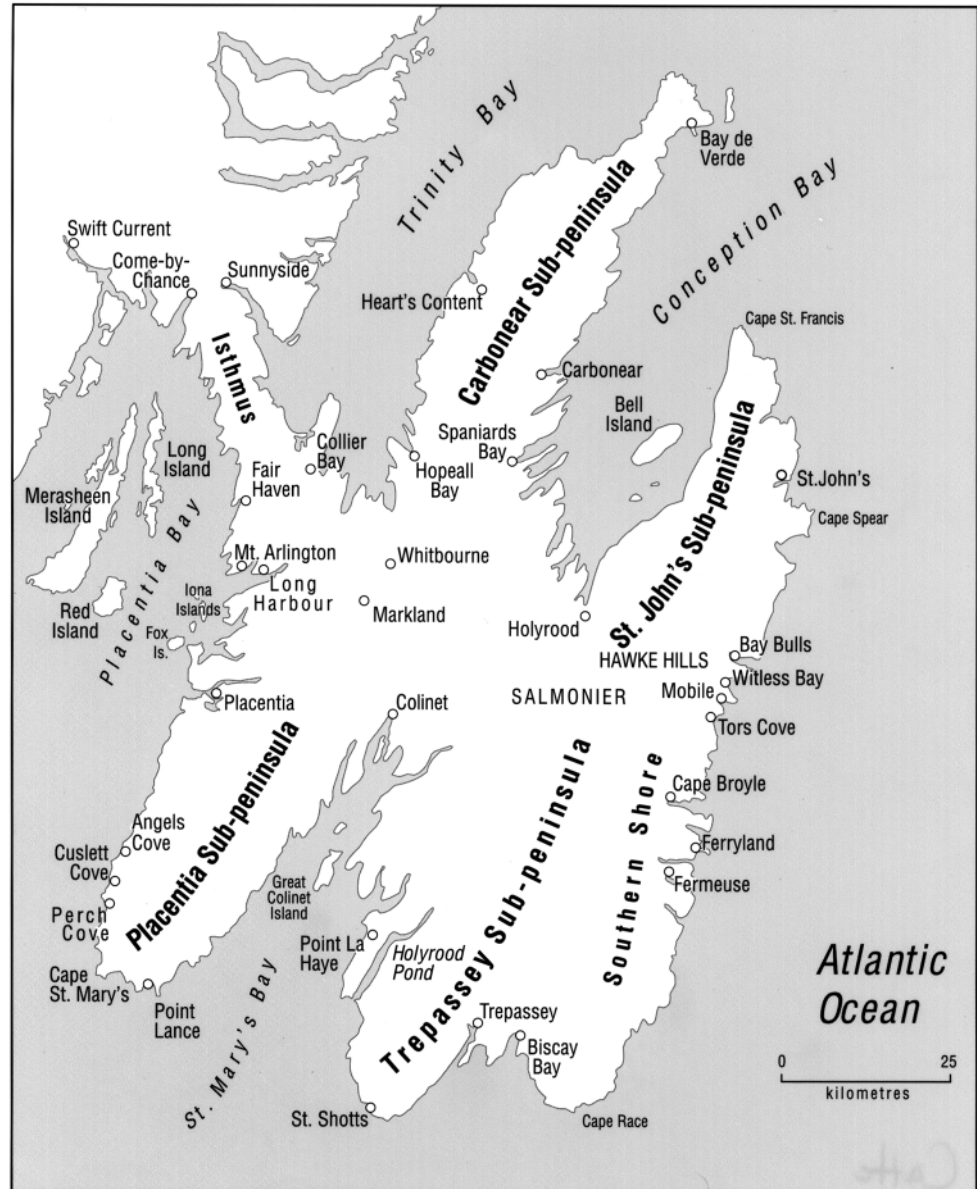 Trinity Bay
Bay de
Verde
Conception Bay
Swift Current
Come-by-
Chance
Sunnyside
Heart's Content
Carbonear Sub-peninsula
Cape St. Francis
Isthmus
Carbonear
Bell
Island
Spaniards
Bay
Hopeall
Bay
Collier
Bay
Long
Island
Fair
Haven
Merasheen
Island
St.John's
Cape Spear
St. John's Sub-peninsula
Placentia Bay
Mt. Arlington
Long
Harbour
Whitbourne
Iona
Islands
Markland
Red
Island
Fox
Is.
Holyrood
HAWKE HILLS
Bay Bulls
Witless Bay
Mobile
SALMONIER
Placentia
Colinet
Tors Cove
Placentia Sub-peninsula
Trepassey Sub-peninsula
Southern Shore
Cape Broyle
Angels
Cove
Ferryland
Cuslett
Cove
Fermeuse
Great
Colinet
Island
Perch
Cove
Point La
Haye
Holyrood
Pond
Cape
St. Mary's
Point
Lance
St. Mary's Bay
Atlantic
Ocean
Trepassey
Biscay
Bay
0 25
kilometres
St. Shotts
Cape Race